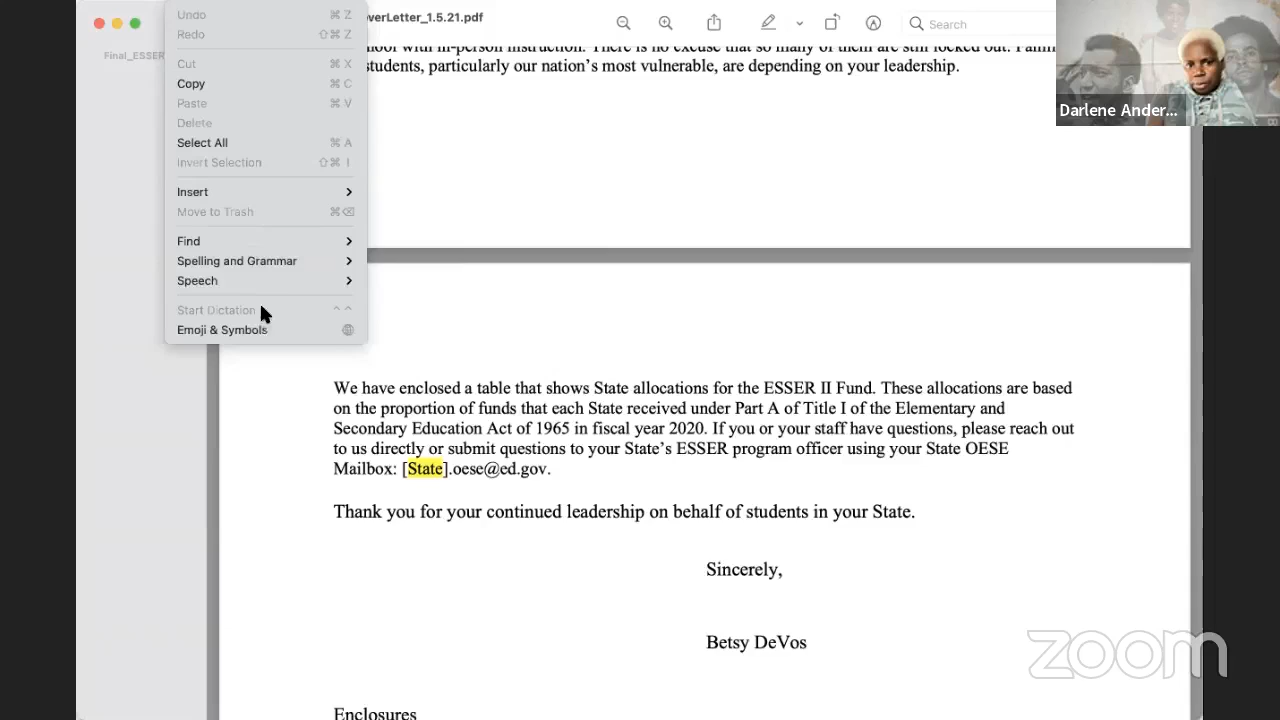 Undo ⌘ Z
Redo ⇧⌘ Z
Cut ⌘ X
Copy ⌘ C
Paste ⌘ V
Delete
Select All ⌘ A
Invert Selection ⇧⌘ I
Insert
Move to Trash ⌘⌫
Find
Spelling and Grammar
Speech
Start Dictation
Emoji & Symbols
Final_ESSER
verLetter_1.5.21.pdf
Search
Darlene Ander...
with in-person instruction. There is no excuse that so many of them are still locked out.
students, particularly our nation's most vulnerable, are depending on your leadership.
We have enclosed a table that shows State allocations for the ESSER II Fund. These allocations are based
on the proportion of funds that each State received under Part A of Title I of the Elementary and
Secondary Education Act of 1965 in fiscal year 2020. If you or your staff have questions, please reach out
to us directly or submit questions to your State's ESSER program officer using your State OESE
Mailbox: [State].oese@ed.gov.
Thank you for your continued leadership on behalf of students in your State.
Sincerely,
Betsy DeVos
Enclosures
zoom